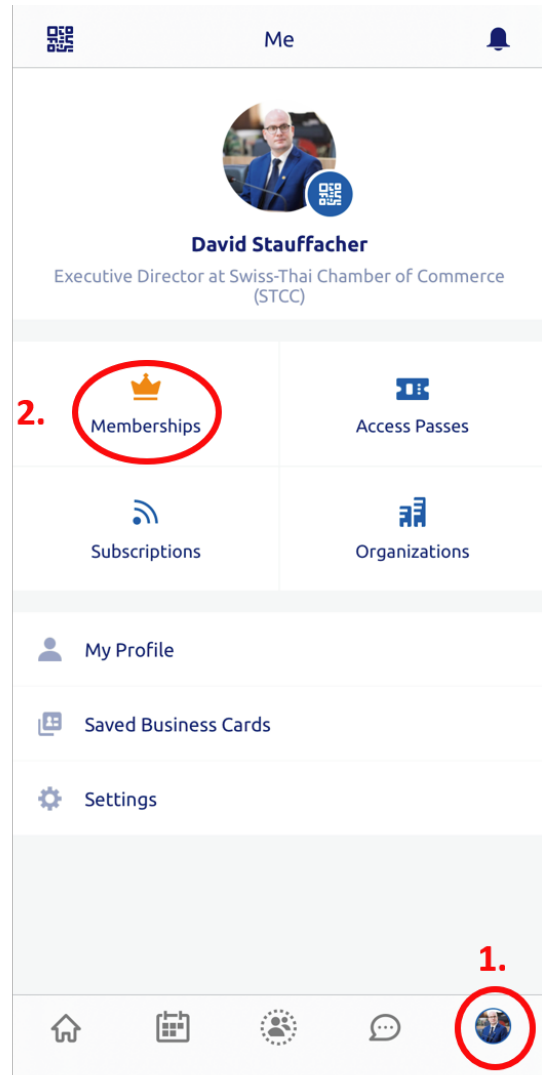 Me
David Stauffacher
Executive Director at Swiss-Thai Chamber of Commerce
(STCC)
2.
Memberships
Access Passes
Subscriptions
Organizations
My Profile
Saved Business Cards
Settings
1.